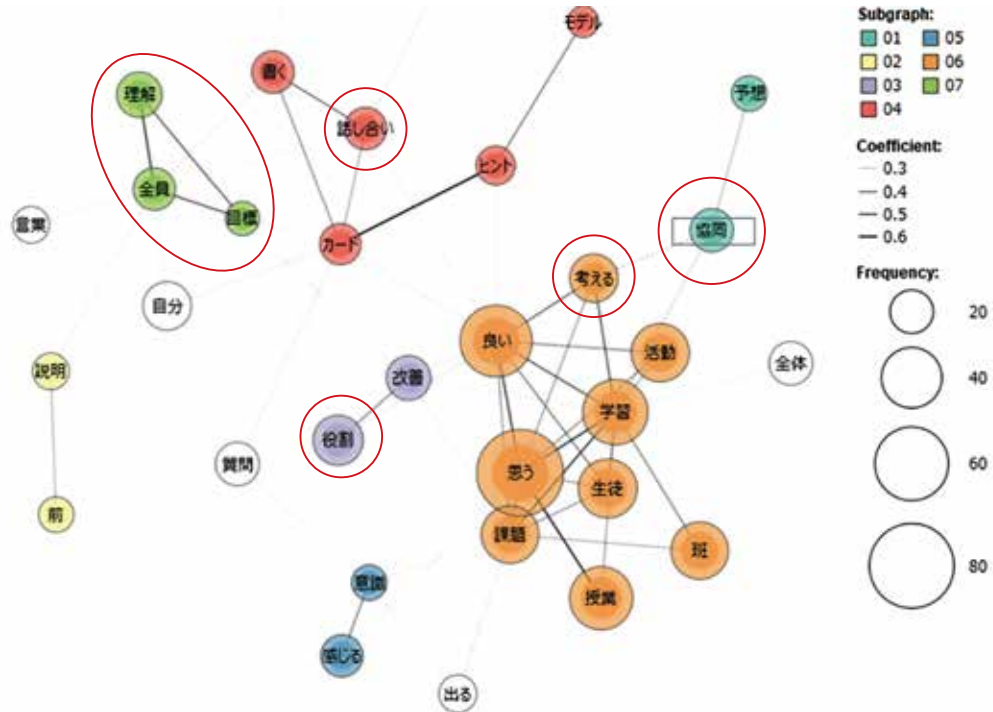 モデル
書く
理解
予想
話し合い
ヒント
全員
目標
言葉
協同
カード
考える
自分
良い
活動
全体
説明
改善
学習
役割
質問
思う
生徒
前
課題
班
意識
授業
感じる
出る
Subgraph:
01 05
02 06
03 07
04
Coefficient:
0.3
0.4
0.5
0.6
Frequency:
20
40
60
80